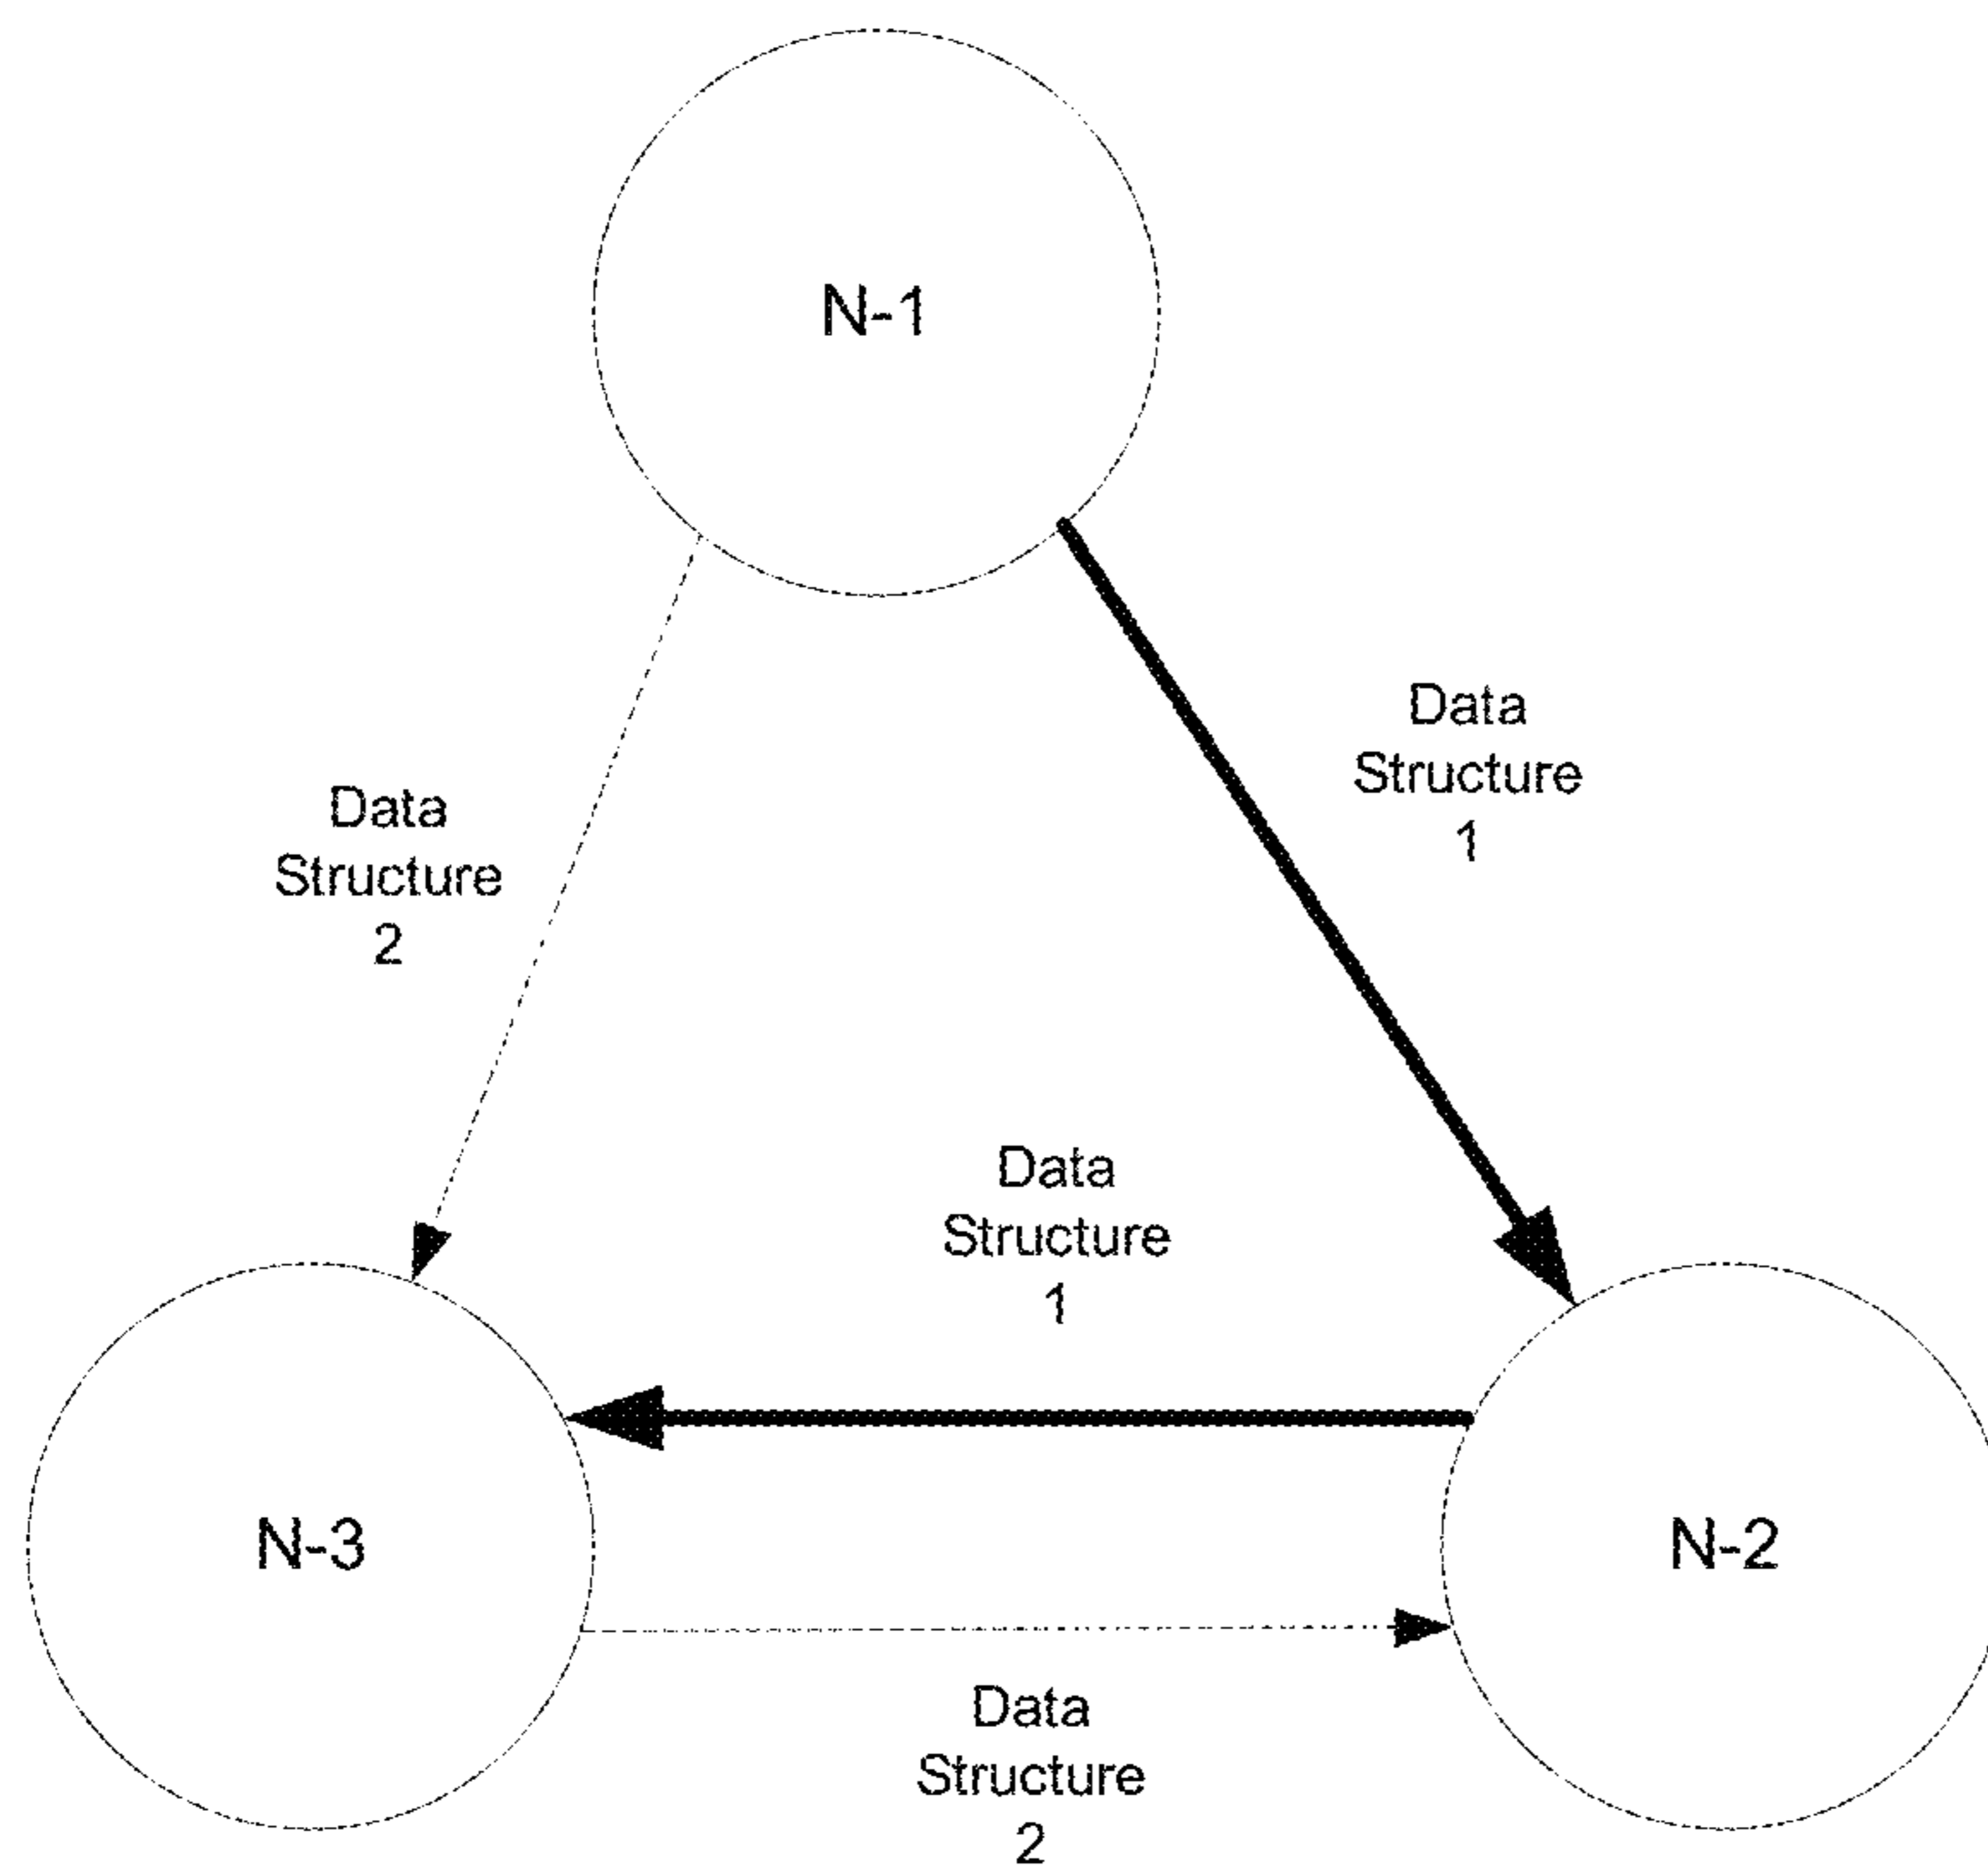 N-1
Data
Structure
1
Data
Structure
2
Data
Structure
1
N-3
N-2
Data
Structure
2